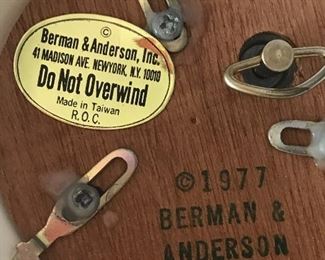 ©
Berman & Anderson, Inc.
41 MADISON AVE. NEWYORK, N.Y. 10010
Do Not Overwind
Made in Taiwan
R.O.C.
©1977
BERMAN &
ANDERSON